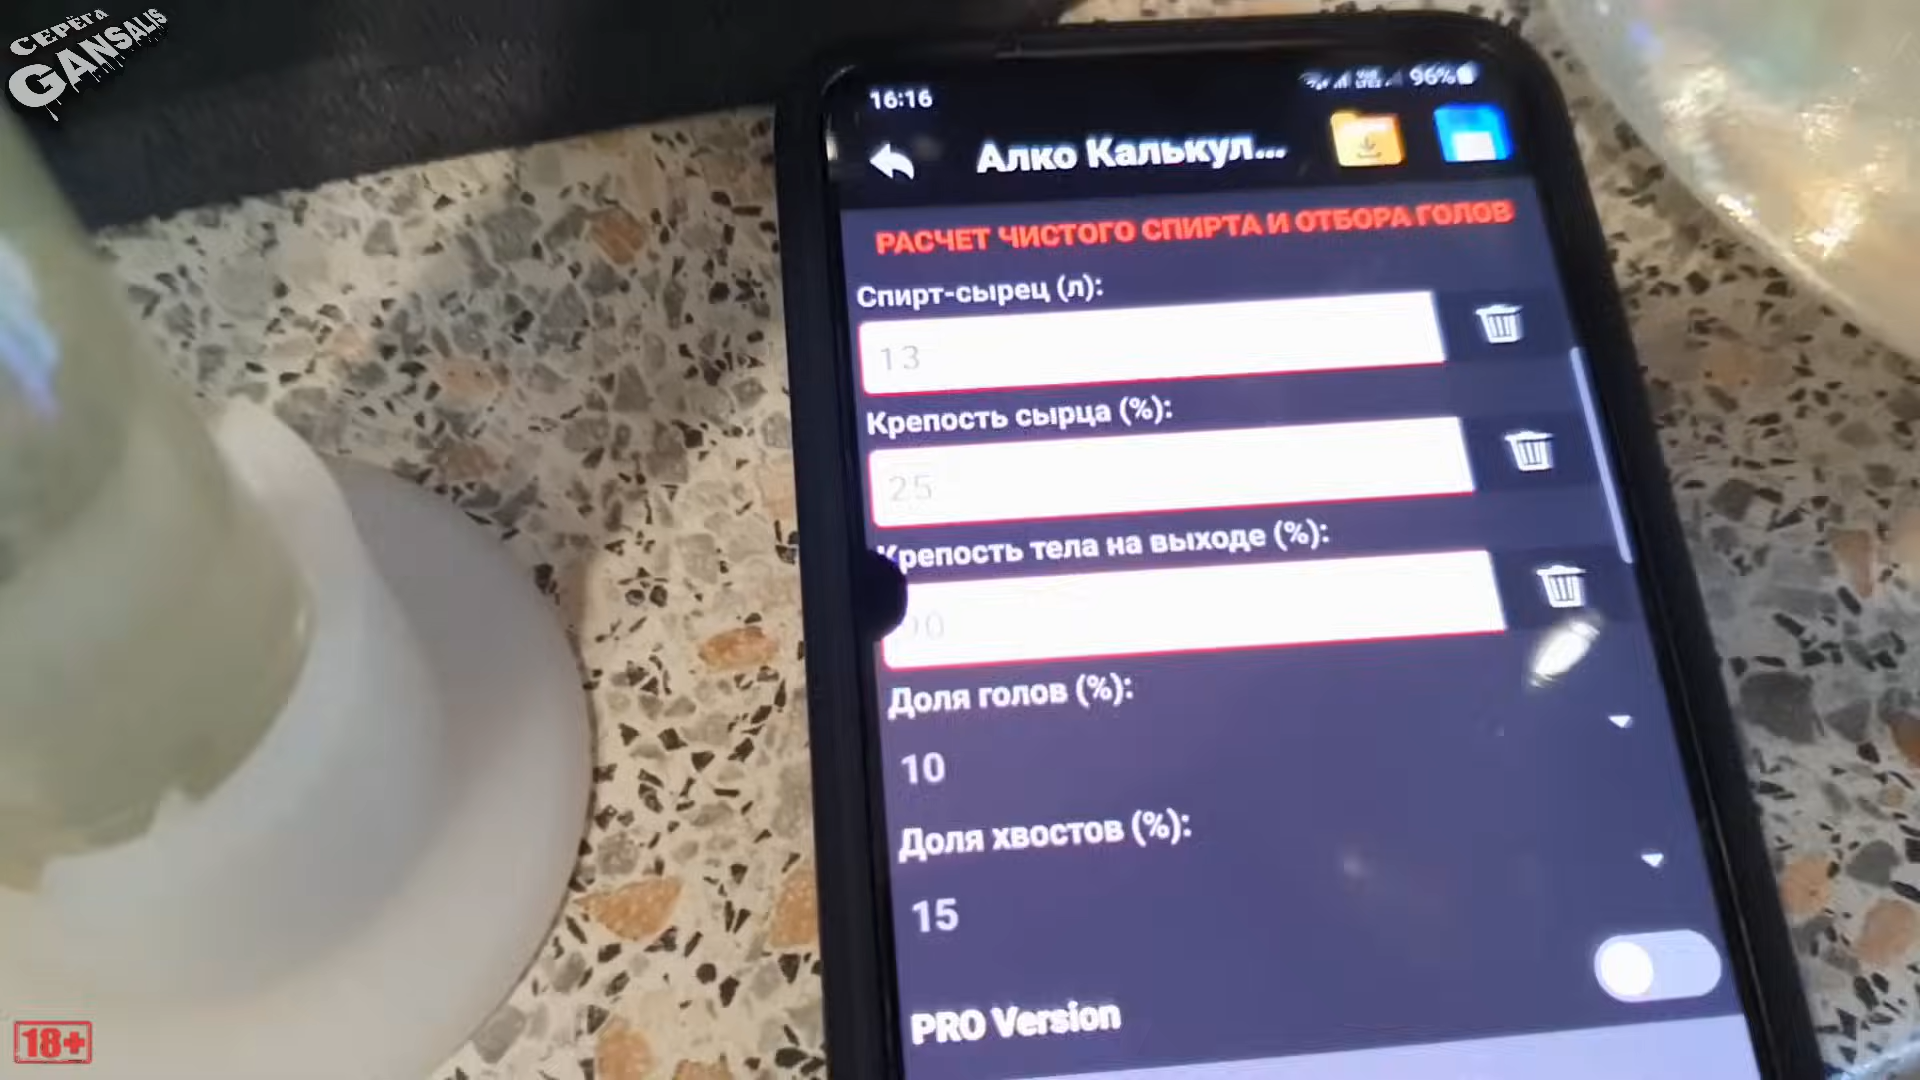 СЕРЁГА
GANSALIS
16:16
96%
Алко Калькул...
РАСЧЕТ ЧИСТОГО СПИРТА И ОТБОРА ГОЛОВ
Спирт-сырец (л):
13
Крепость сырца (%):
25
Крепость тела на выходе (%):
Доля голов (%):
10
Доля хвостов (%):
15
PRO Version
18+